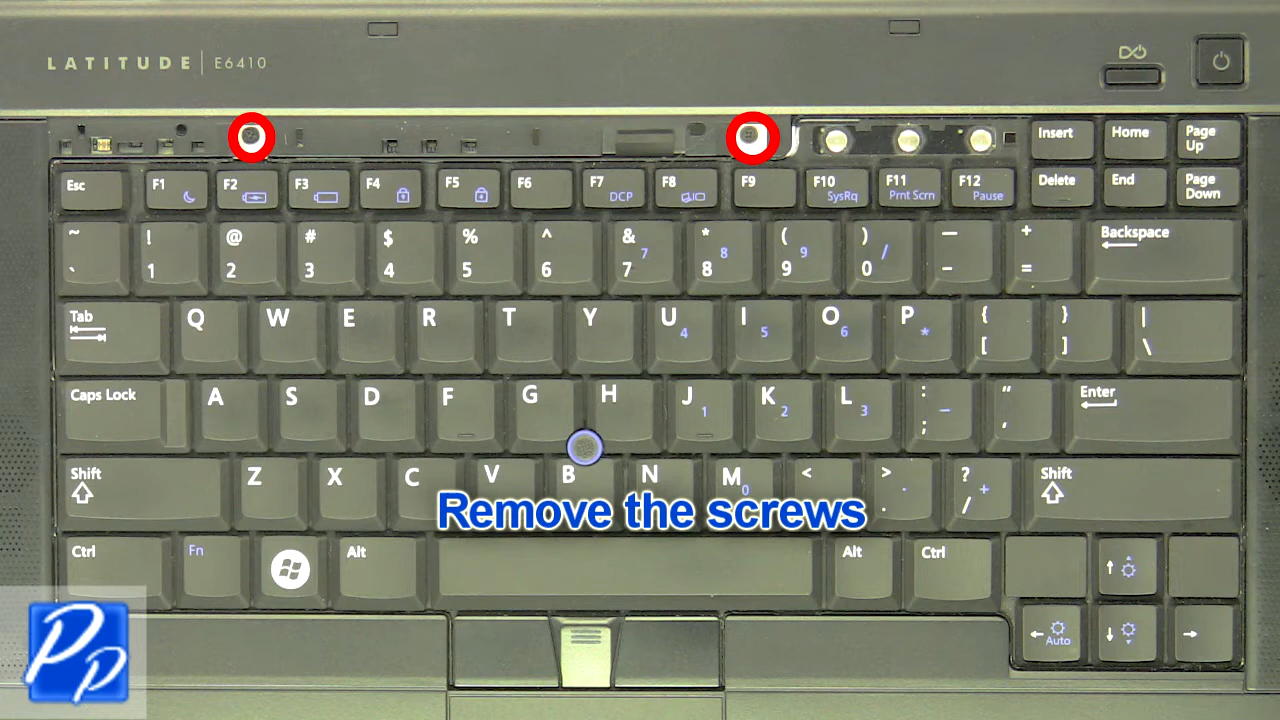 LATITUDE | E6410
Insert Home Page Up
Esc F1 F2 F3 F4 F5 F6 F7 DCP F8 F9 F10 SysRq F11 Prnt Scrn F12 Pause Delete End Page Down
~ ` ! 1 @ 2 # 3 $ 4 % 5 ^ 6 & 7 7 * 8 8 ( 9 9 ) 0 / — - + = Backspace
Tab Q W E R T Y U 4 I 5 O 6 P * { [ } ] | \
Caps Lock A S D F G H J 1 K 2 L 3 : ; - " ' Enter
Shift Z X C V B N M 0 < > . . ? / + Shift
Remove the screws
Ctrl Fn Alt Alt Ctrl ↑
← Auto ↓ →
PP